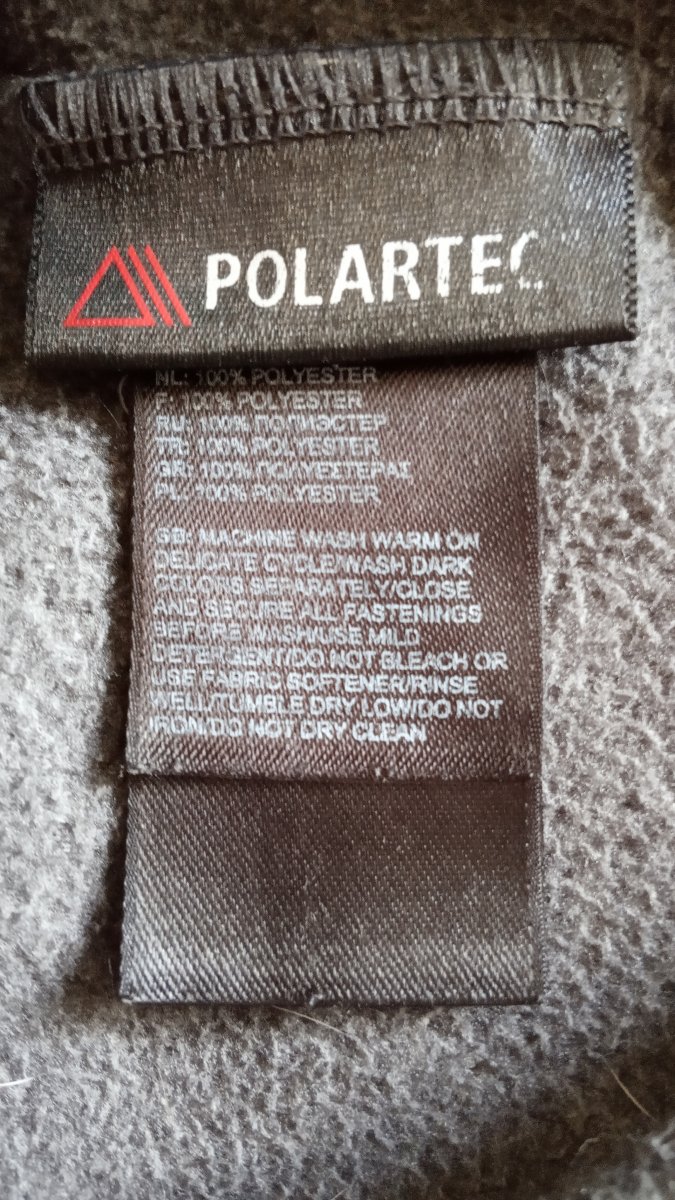 POLARTEC
NL: 100% POLYESTER
F: 100% POLYESTER
RU: 100% ПОЛИЭСТЕР
TR: 100% POLYESTER
GR: 100% ΠΟΛΥΕΣΤΕΡΑΣ
PL: 100% POLYESTER
GB: MACHINE WASH WARM ON
DELICATE CYCLE/WASH DARK
COLORS SEPARATELY/CLOSE
AND SECURE ALL FASTENINGS
BEFORE WASH/USE MILD
DETERGENT/DO NOT BLEACH OR
USE FABRIC SOFTENER/RINSE
WELL/TUMBLE DRY LOW/DO NOT
IRON/DO NOT DRY CLEAN